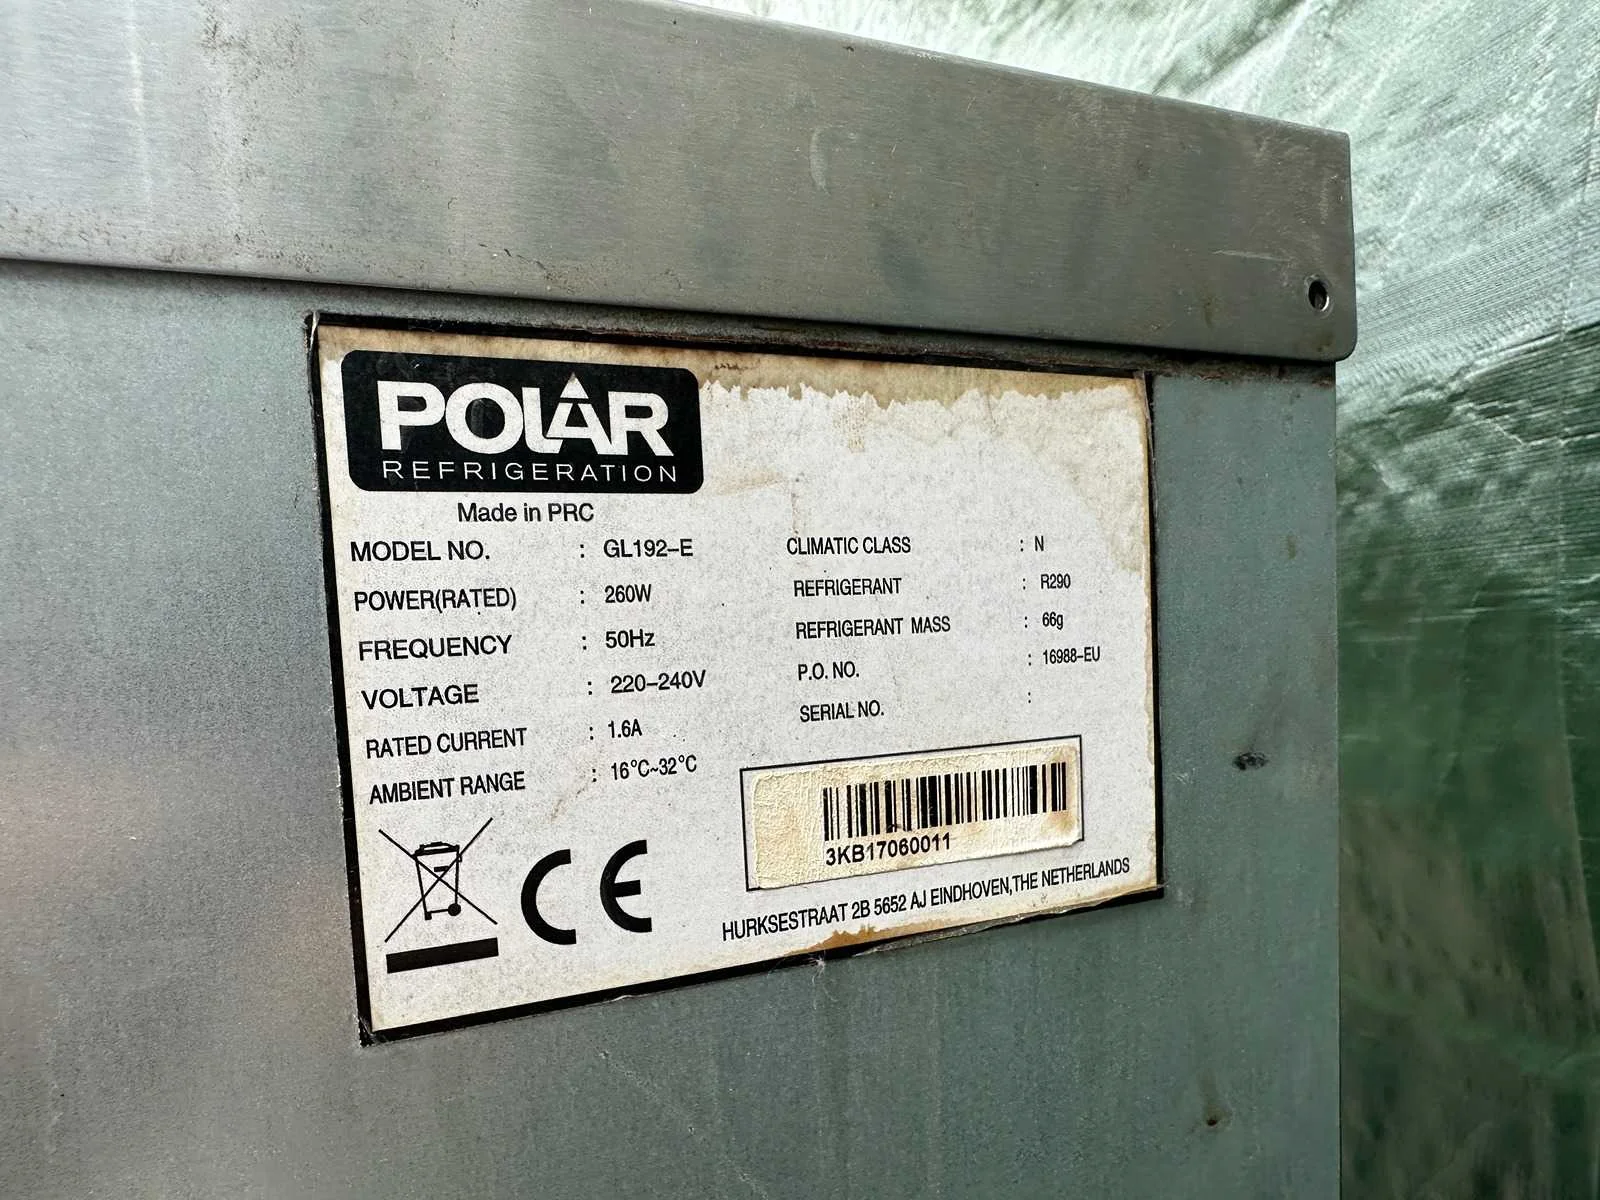 POLAR
REFRIGERATION
Made in PRC
MODEL NO. : GL192-E
POWER(RATED) : 260W
FREQUENCY : 50Hz
VOLTAGE : 220-240V
RATED CURRENT : 1.6A
AMBIENT RANGE : 16°C~32°C
CLIMATIC CLASS : N
REFRIGERANT : R290
REFRIGERANT MASS : 66g
P.O. NO. : 16988-EU
SERIAL NO. :
3KB17060011
CE
HURKSESTRAAT 2B 5652 AJ EINDHOVEN,THE NETHERLANDS